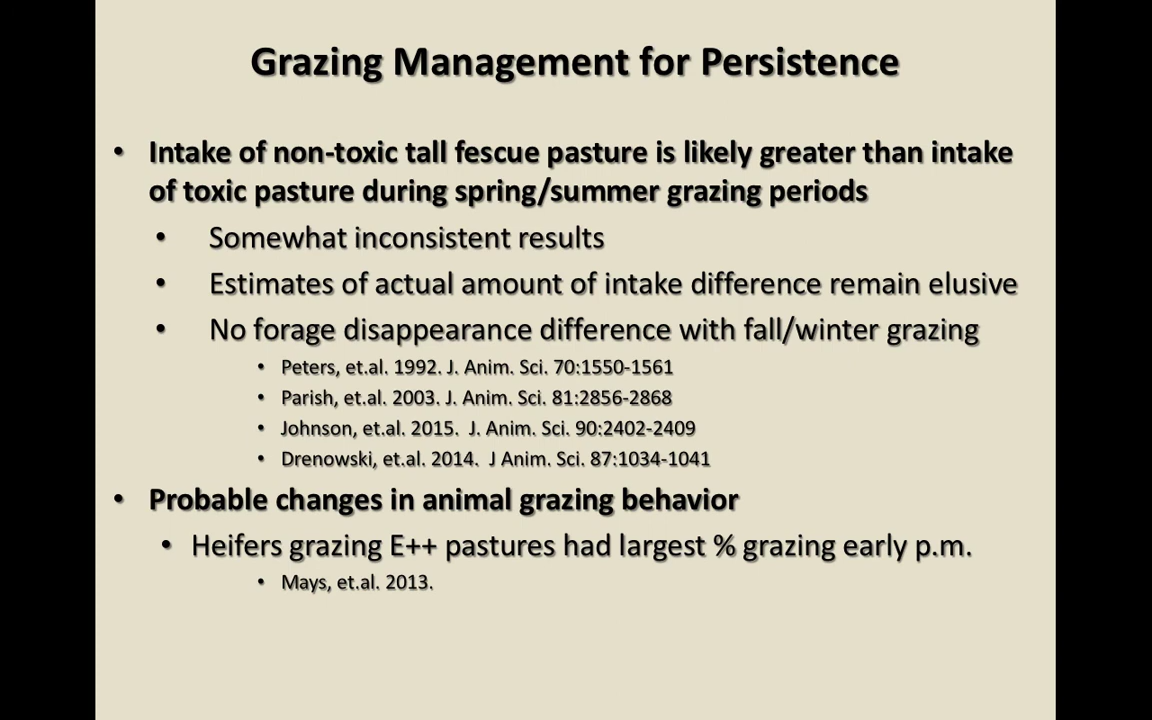 Grazing Management for Persistence
• Intake of non-toxic tall fescue pasture is likely greater than intake
of toxic pasture during spring/summer grazing periods
• Somewhat inconsistent results
• Estimates of actual amount of intake difference remain elusive
• No forage disappearance difference with fall/winter grazing
• Peters, et.al. 1992. J. Anim. Sci. 70:1550-1561
• Parish, et.al. 2003. J. Anim. Sci. 81:2856-2868
• Johnson, et.al. 2015.  J. Anim. Sci. 90:2402-2409
• Drenowski, et.al. 2014.  J Anim. Sci. 87:1034-1041
• Probable changes in animal grazing behavior
• Heifers grazing E++ pastures had largest % grazing early p.m.
• Mays, et.al. 2013.